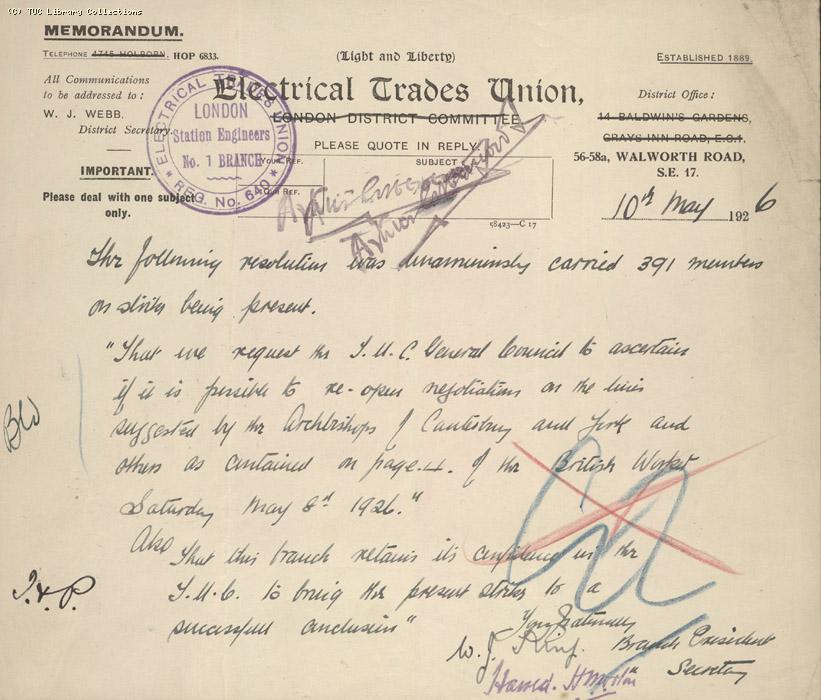 (C) TUC Library Collections
MEMORANDUM.
TELEPHONE 4745 HOLBORN. HOP 6833.
(Light and Liberty)
ESTABLISHED 1889.
All Communications
to be addressed to :
W. J. WEBB,
District Secretary.
Electrical Trades Union,
LONDON DISTRICT COMMITTEE
District Office :
14 BALDWIN'S GARDENS,
GRAYS INN ROAD, E.C.1.
56-58a, WALWORTH ROAD,
S.E. 17.
ELECTRICAL TRADES UNION
LONDON
Station Engineers
No. 1 BRANCH
REG. No. 640
PLEASE QUOTE IN REPLY
YOUR REF.
SUBJECT
OUR REF.
58423—C 17
IMPORTANT.
Please deal with one subject
only.
10th May 1926
The following resolution was unanimously carried 391 members
on strike being present.
"That we request the T.U.C. General Council to ascertain
if it is possible to re-open negotiations on the lines
suggested by the Archbishops of Canterbury and York and
others as contained on page 4. of the British Worker
Saturday May 8th 1926."
Also
That this branch retains its confidence in the
T.U.C. to bring the present strike to a
successfull conclusion"
Yours fraternally
W. J. King. Branch President
Harold. H. Secretary